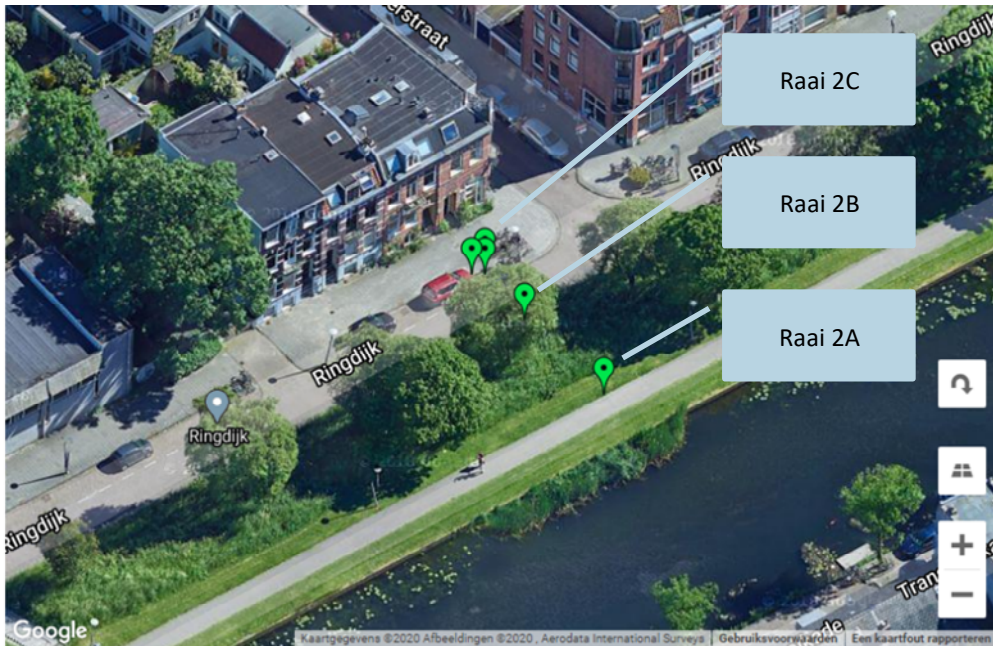 erstraat
Ringdijk
Raai 2C
Ringdijk
Raai 2B
Raai 2A
Ringdijk
Ringdijk
Ringdijk
Google
Kaartgegevens ©2020 Afbeeldingen ©2020 , Aerodata International Surveys
Gebruiksvoorwaarden
Een kaartfout rapporteren